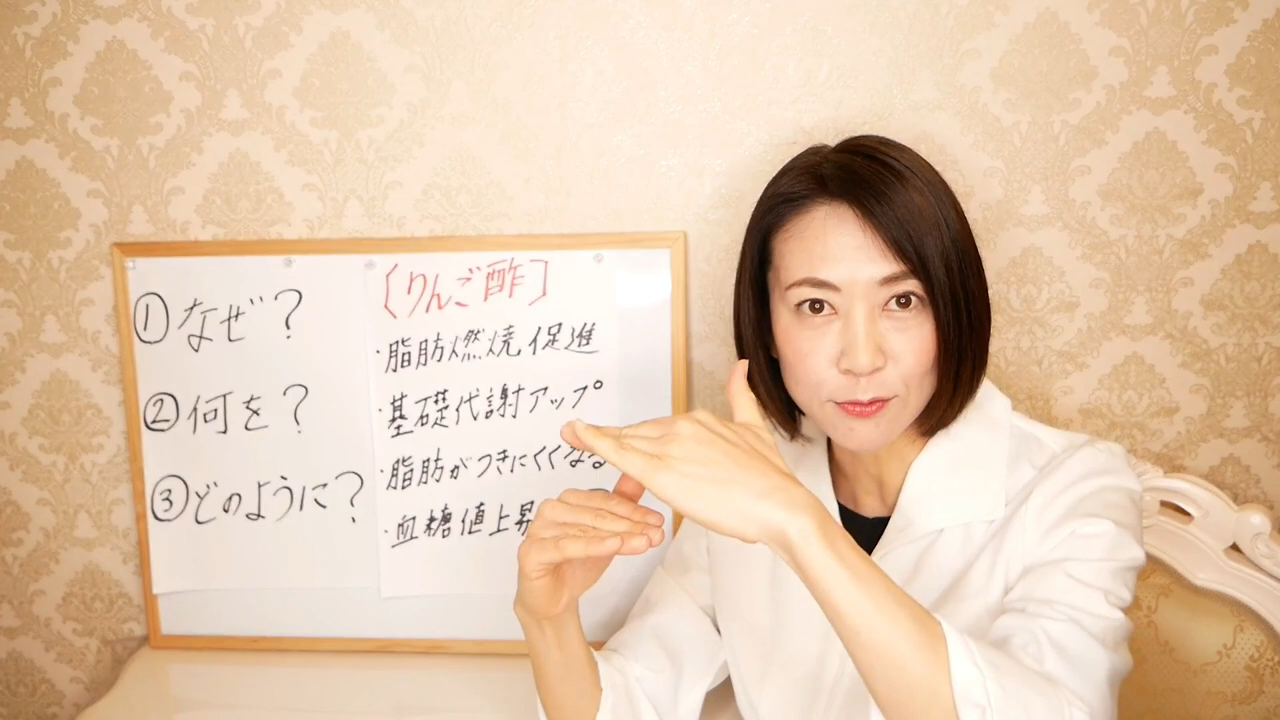 ①なぜ?
②何を?
③どのように?
〔りんご酢〕
・脂肪燃焼促進
・基礎代謝アップ
・脂肪がつきにくくなる
・血糖値上昇